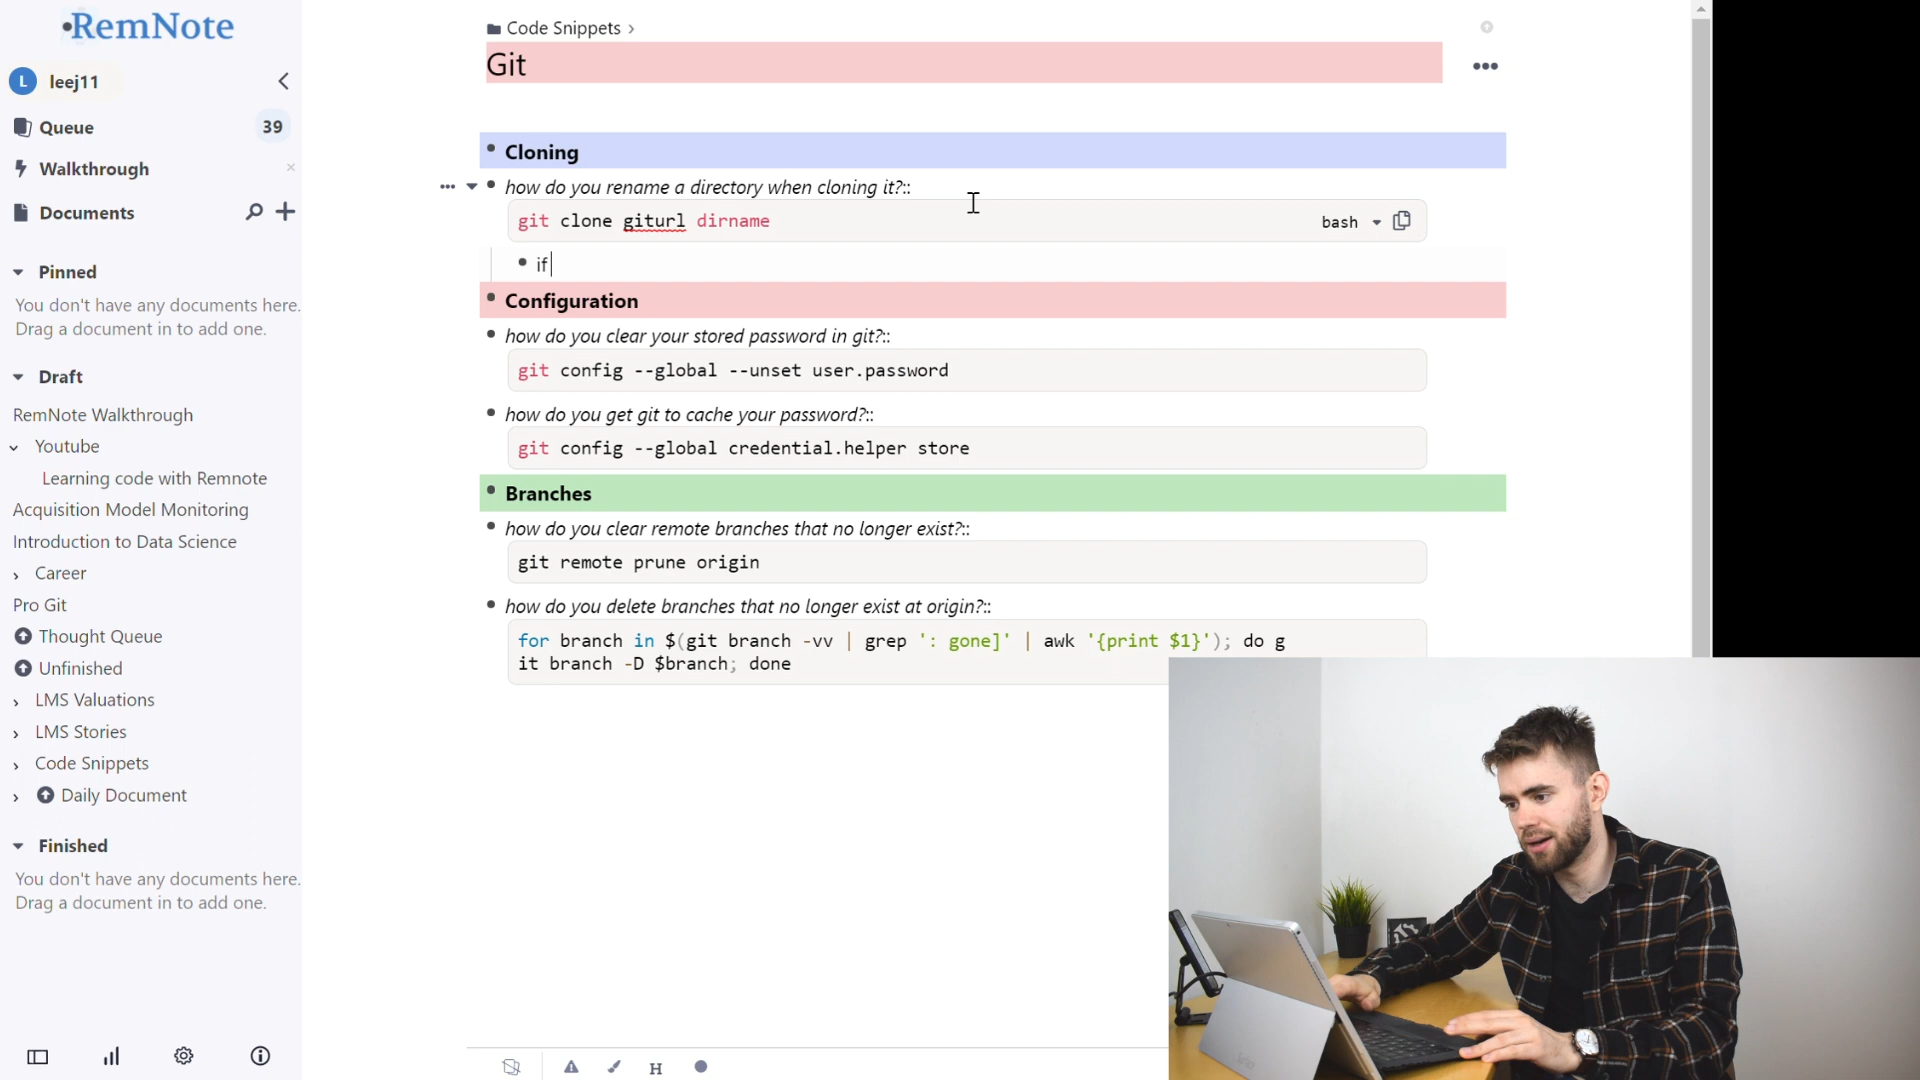 RemNote
L leej11
Queue 39
Walkthrough
Documents
Pinned
You don't have any documents here.
Drag a document in to add one.
Draft
RemNote Walkthrough
Youtube
Learning code with Remnote
Acquisition Model Monitoring
Introduction to Data Science
Career
Pro Git
Thought Queue
Unfinished
LMS Valuations
LMS Stories
Code Snippets
Daily Document
Finished
You don't have any documents here.
Drag a document in to add one.
Code Snippets
Git
Cloning
how do you rename a directory when cloning it?::
git clone giturl dirname
bash
if
Configuration
how do you clear your stored password in git?::
git config --global --unset user.password
how do you get git to cache your password?::
git config --global credential.helper store
Branches
how do you clear remote branches that no longer exist?::
git remote prune origin
how do you delete branches that no longer exist at origin?::
for branch in $(git branch -vv | grep ': gone]' | awk '{print $1}'); do g
it branch -D $branch; done
H